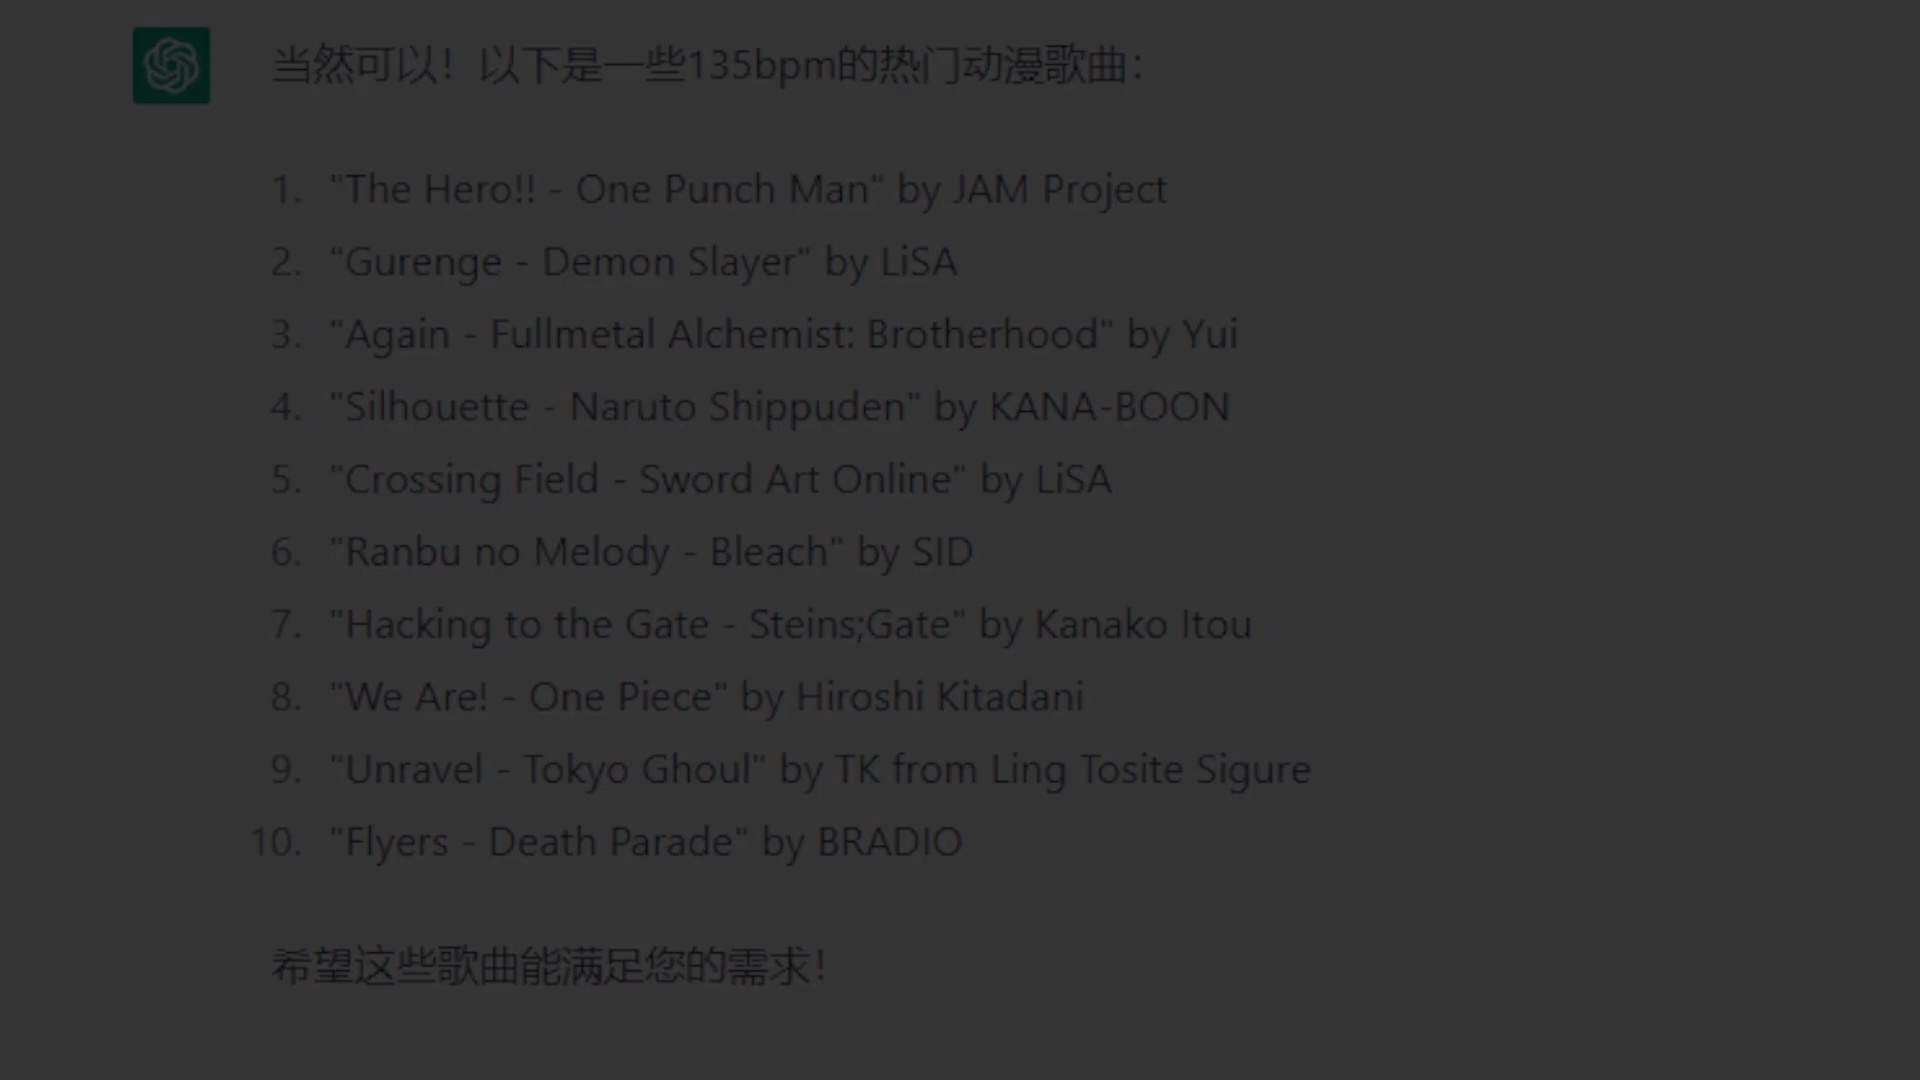 当然可以！以下是一些135bpm的热门动漫歌曲：
1. "The Hero!! - One Punch Man" by JAM Project
2. "Gurenge - Demon Slayer" by LiSA
3. "Again - Fullmetal Alchemist: Brotherhood" by Yui
4. "Silhouette - Naruto Shippuden" by KANA-BOON
5. "Crossing Field - Sword Art Online" by LiSA
6. "Ranbu no Melody - Bleach" by SID
7. "Hacking to the Gate - Steins;Gate" by Kanako Itou
8. "We Are! - One Piece" by Hiroshi Kitadani
9. "Unravel - Tokyo Ghoul" by TK from Ling Tosite Sigure
10. "Flyers - Death Parade" by BRADIO
希望这些歌曲能满足您的需求！